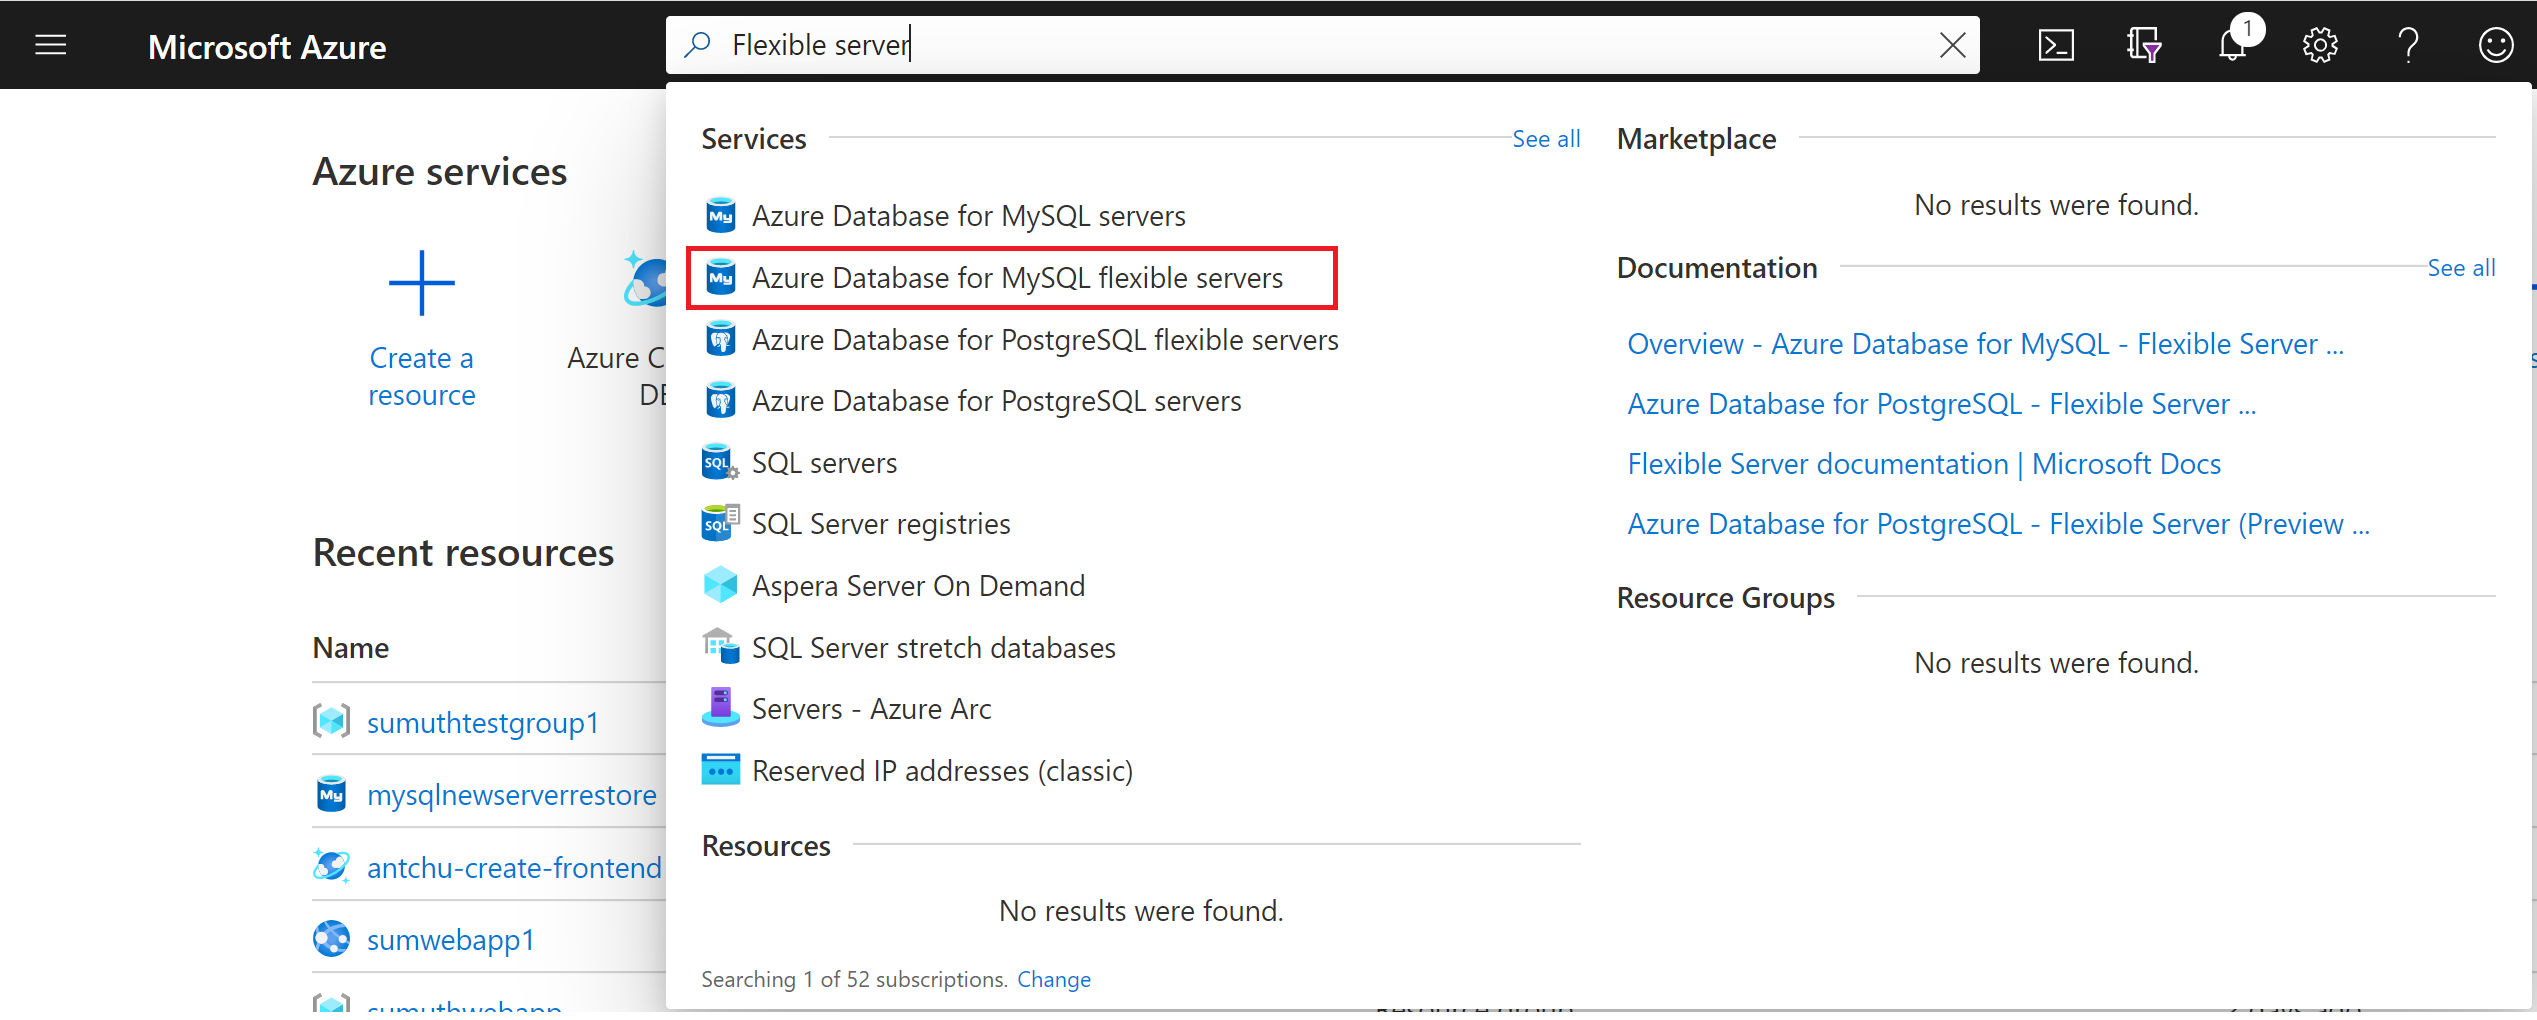 Microsoft Azure
Flexible server
1
Azure services
Create a
resource
Azure C
DE
Recent resources
Name
sumuthtestgroup1
mysqlnewserverrestore
antchu-create-frontend
sumwebapp1
sumuthwebapp
Services
See all
Azure Database for MySQL servers
Azure Database for MySQL flexible servers
Azure Database for PostgreSQL flexible servers
Azure Database for PostgreSQL servers
SQL servers
SQL Server registries
Aspera Server On Demand
SQL Server stretch databases
Servers - Azure Arc
Reserved IP addresses (classic)
Resources
No results were found.
Searching 1 of 52 subscriptions. Change
Marketplace
No results were found.
Documentation
See all
Overview - Azure Database for MySQL - Flexible Server ...
Azure Database for PostgreSQL - Flexible Server ...
Flexible Server documentation | Microsoft Docs
Azure Database for PostgreSQL - Flexible Server (Preview ...
Resource Groups
No results were found.
Resource group
2 days ago